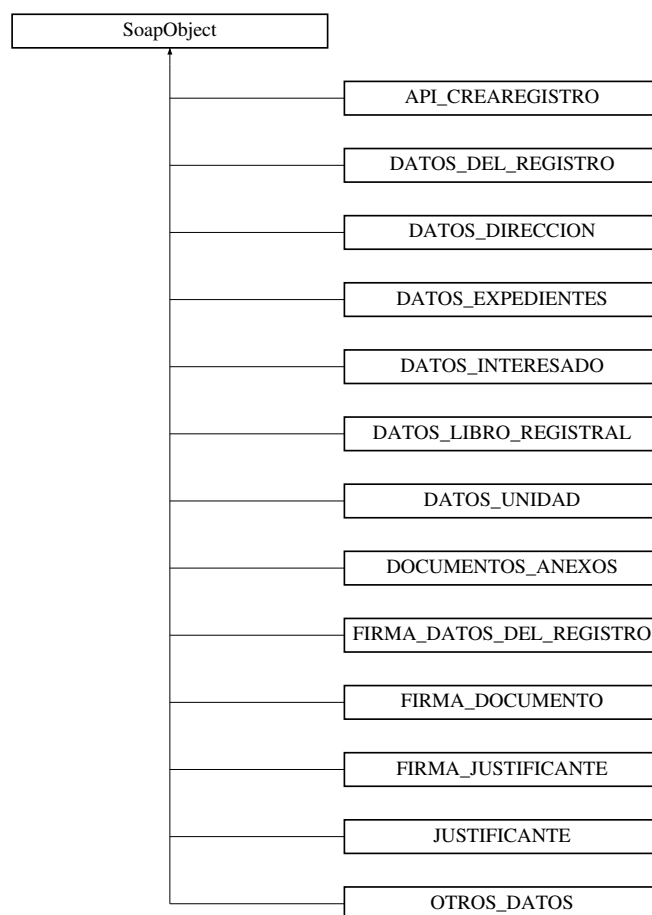 SoapObject
API_CREAREGISTRO
DATOS_DEL_REGISTRO
DATOS_DIRECCION
DATOS_EXPEDIENTES
DATOS_INTERESADO
DATOS_LIBRO_REGISTRAL
DATOS_UNIDAD
DOCUMENTOS_ANEXOS
FIRMA_DATOS_DEL_REGISTRO
FIRMA_DOCUMENTO
FIRMA_JUSTIFICANTE
JUSTIFICANTE
OTROS_DATOS